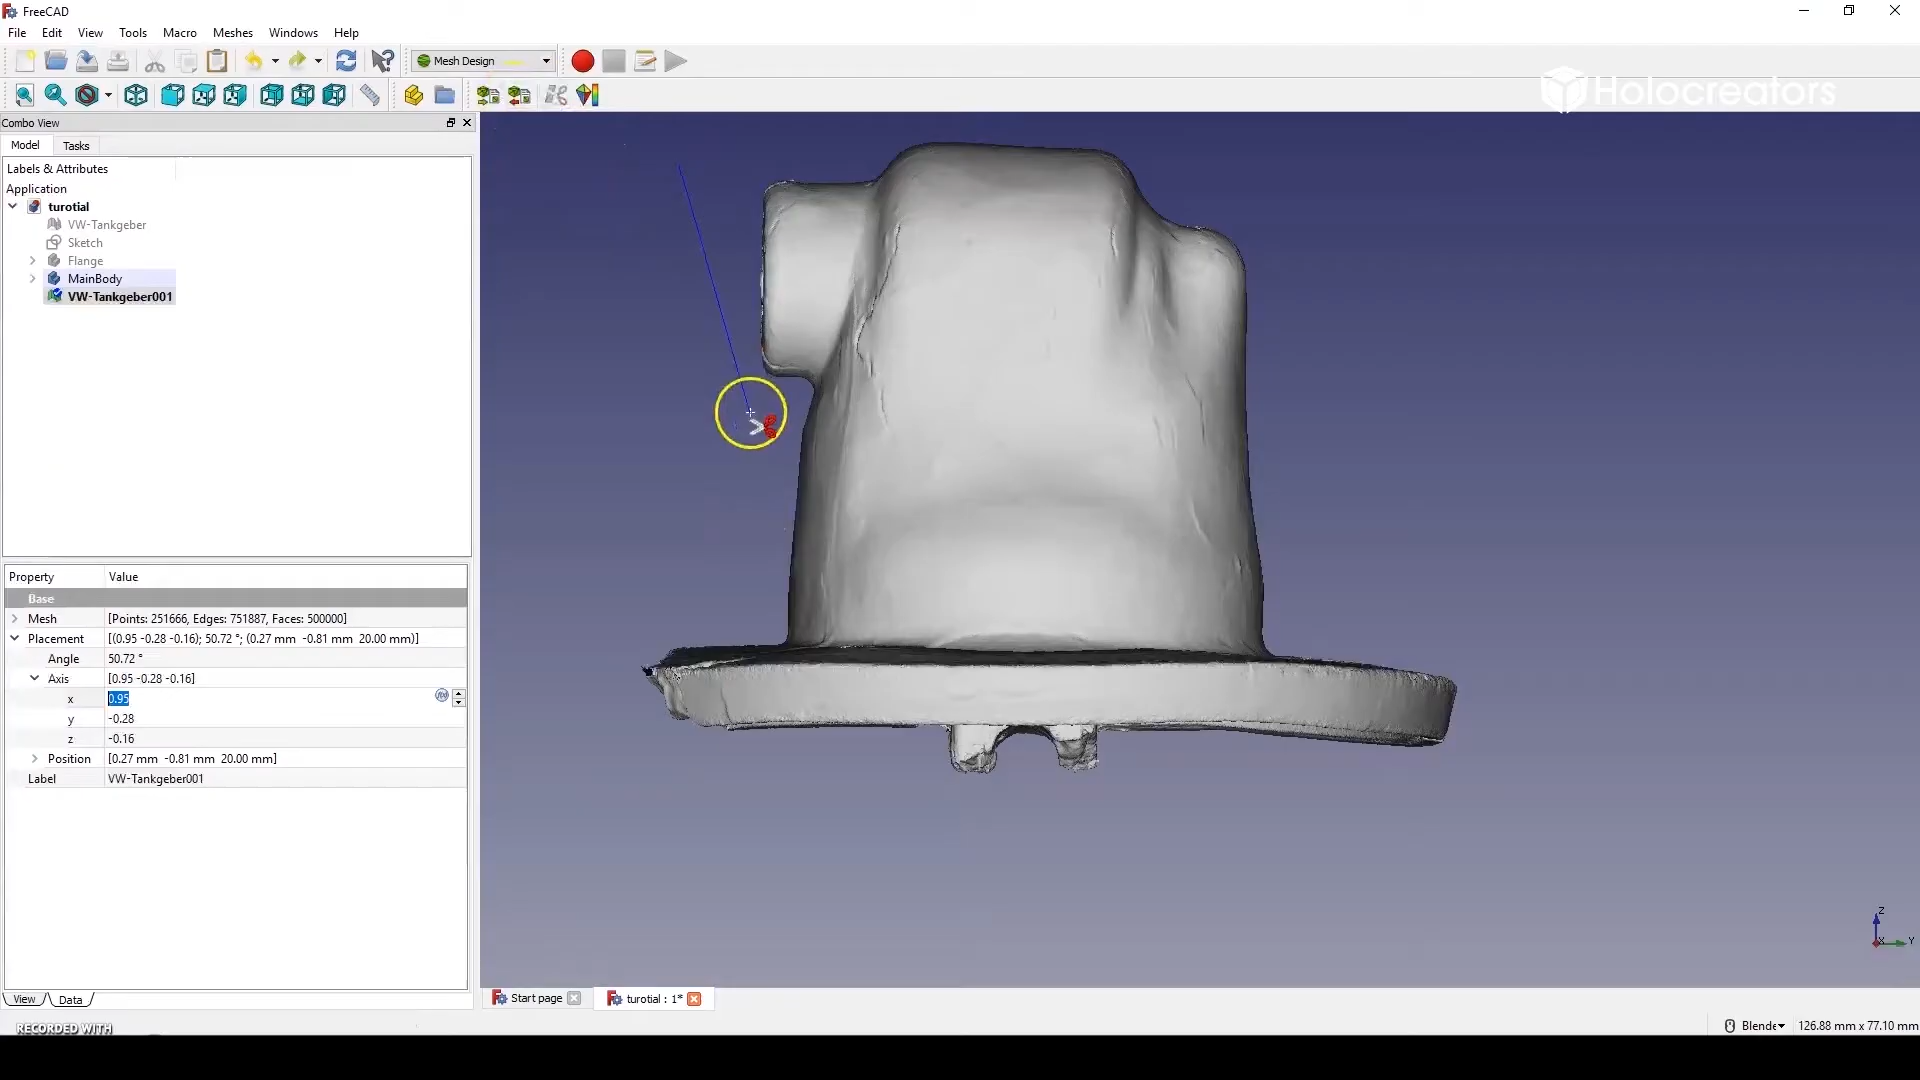 FreeCAD
File Edit View Tools Macro Meshes Windows Help
Mesh Design
Holocreators
Combo View
Model Tasks
Labels & Attributes
Application
turotial
VW-Tankgeber
Sketch
Flange
MainBody
VW-Tankgeber001
Property Value
Base
Mesh [Points: 251666, Edges: 751887, Faces: 500000]
Placement [(0.95 -0.28 -0.16); 50.72 °; (0.27 mm -0.81 mm 20.00 mm)]
Angle 50.72 °
Axis [0.95 -0.28 -0.16]
x 0.95
y -0.28
z -0.16
Position [0.27 mm -0.81 mm 20.00 mm]
Label VW-Tankgeber001
Z
X Y
View Data
Start page turotial : 1*
RECORDED WITH
Blende 126.88 mm x 77.10 mm